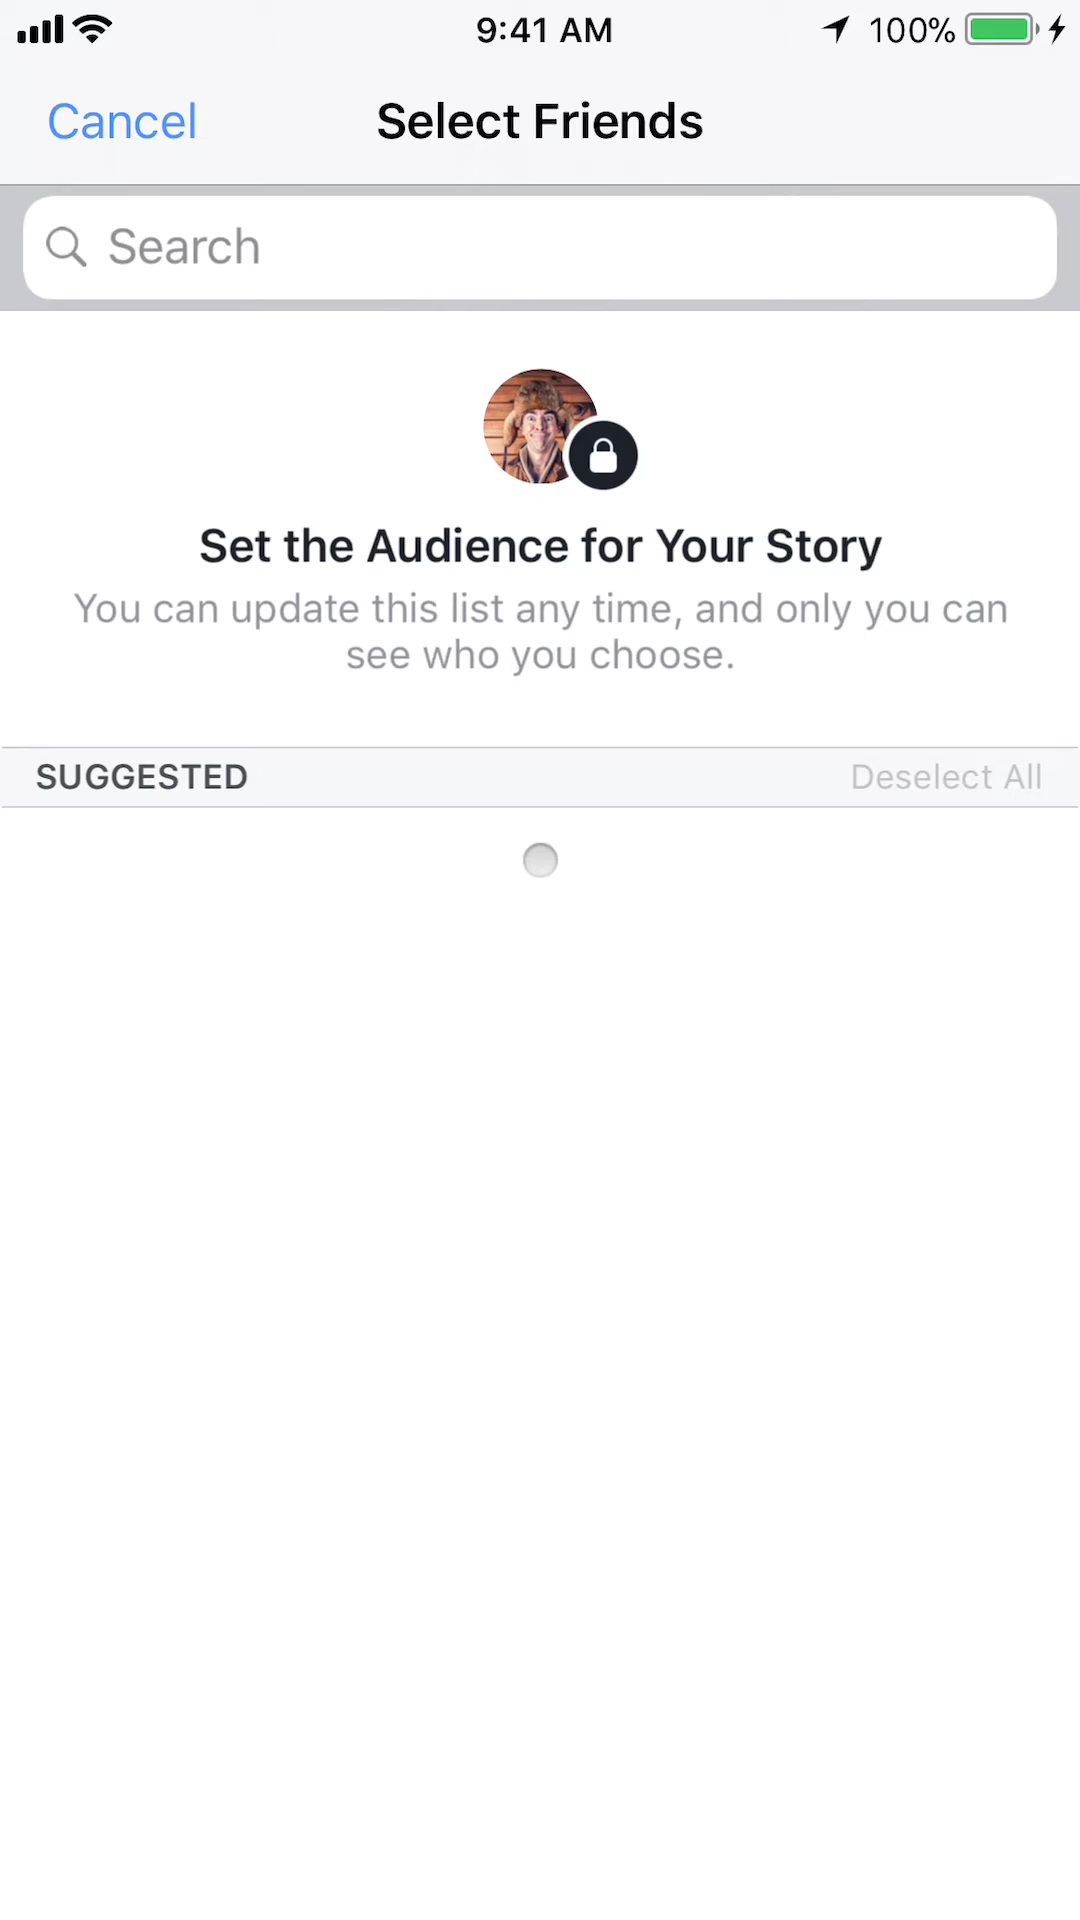 9:41 AM
100%
Cancel
Select Friends
Search
Set the Audience for Your Story
You can update this list any time, and only you can
see who you choose.
SUGGESTED
Deselect All